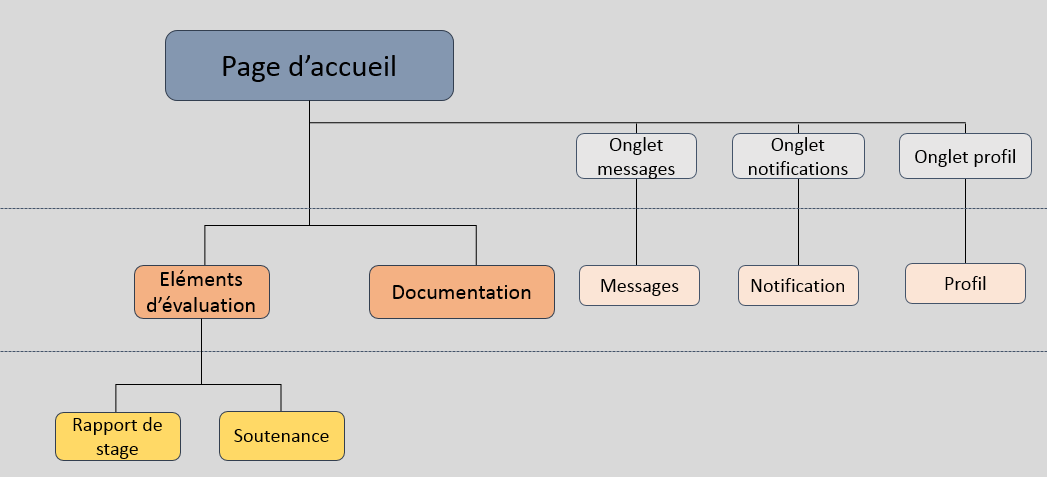 Page d’accueil
Onglet
messages
Onglet
notifications
Onglet profil
Eléments
d’évaluation
Documentation
Messages
Notification
Profil
Rapport de
stage
Soutenance